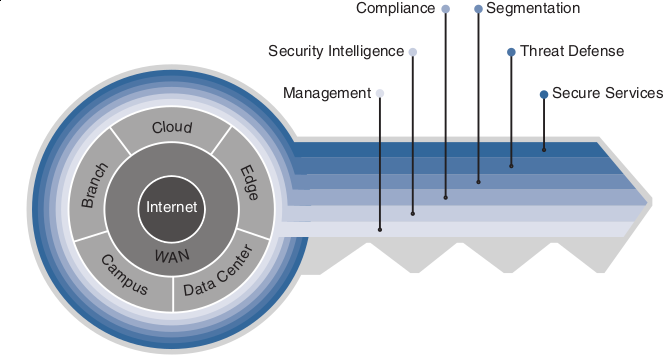 Compliance
Segmentation
Security Intelligence
Threat Defense
Management
Secure Services
Cloud
Branch
Edge
Internet
WAN
Campus
Data Center